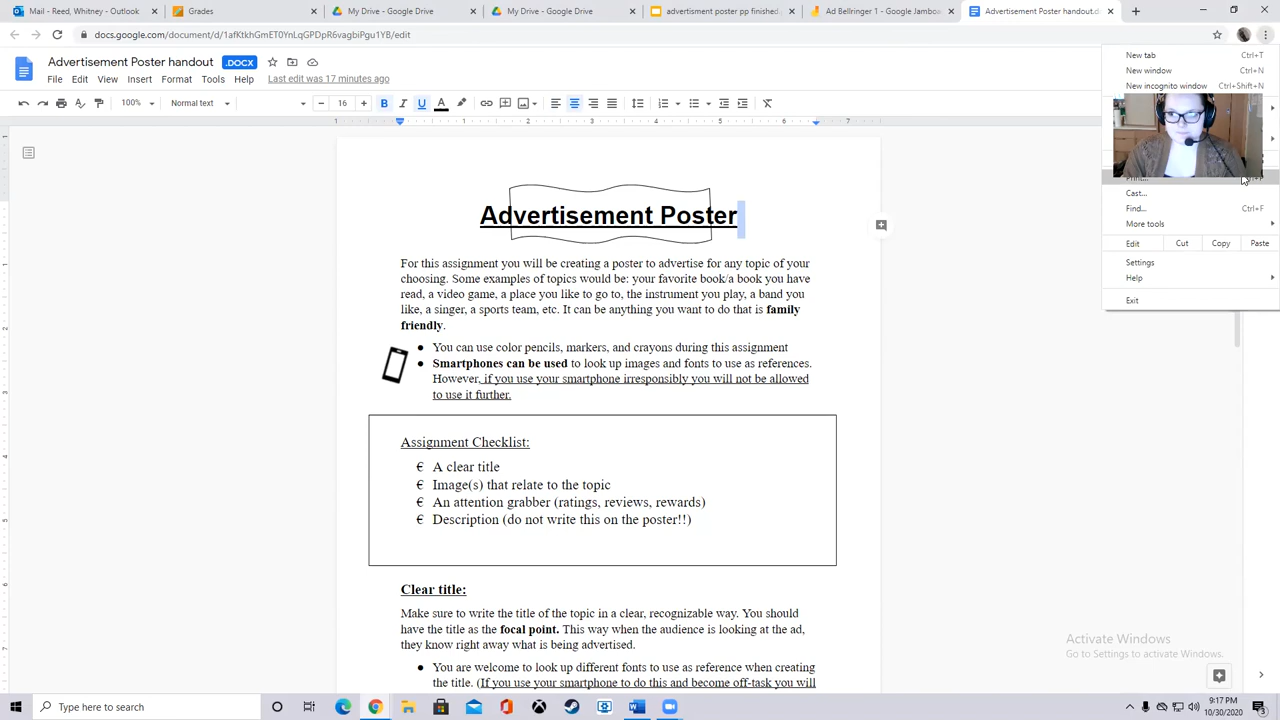 Mail - Reed, Whitney - Outlook
Grades
My Drive - Google Drive
My Drive - Google Drive
advertisment poster pp finished.
Ad Bellringer 1 - Google Jamboa
Advertisement Poster handout.do
docs.google.com/document/d/1afKtkhGmET0YnLqGPDpR6vagbiPgu1YB/edit
Advertisement Poster handout .DOCX
File Edit View Insert Format Tools Help Last edit was 17 minutes ago
100% Normal text 16 B I U A
1 1 2 3 4 5 6 7
New tab Ctrl+T
New window Ctrl+N
New incognito window Ctrl+Shift+N
Print...
Cast...
Find... Ctrl+F
More tools
Edit Cut Copy Paste
Settings
Help
Exit
Advertisement Poster
For this assignment you will be creating a poster to advertise for any topic of your
choosing. Some examples of topics would be: your favorite book/a book you have
read, a video game, a place you like to go to, the instrument you play, a band you
like, a singer, a sports team, etc. It can be anything you want to do that is family
friendly.
● You can use color pencils, markers, and crayons during this assignment
● Smartphones can be used to look up images and fonts to use as references.
However, if you use your smartphone irresponsibly you will not be allowed
to use it further.
Assignment Checklist:
€ A clear title
€ Image(s) that relate to the topic
€ An attention grabber (ratings, reviews, rewards)
€ Description (do not write this on the poster!!)
Clear title:
Make sure to write the title of the topic in a clear, recognizable way. You should
have the title as the focal point. This way when the audience is looking at the ad,
they know right away what is being advertised.
● You are welcome to look up different fonts to use as reference when creating
the title. (If you use your smartphone to do this and become off-task you will
Activate Windows
Go to Settings to activate Windows.
Type here to search
9:17 PM
10/30/2020